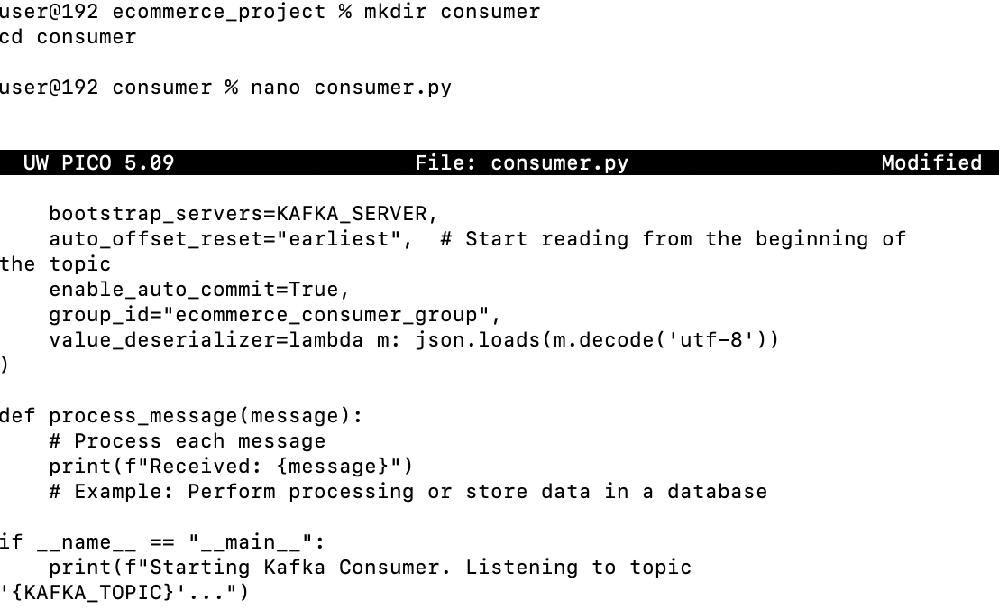 user@192 ecommerce_project % mkdir consumer
cd consumer
user@192 consumer % nano consumer.py
UW PICO 5.09 File: consumer.py Modified
    bootstrap_servers=KAFKA_SERVER,
    auto_offset_reset="earliest",  # Start reading from the beginning of
the topic
    enable_auto_commit=True,
    group_id="ecommerce_consumer_group",
    value_deserializer=lambda m: json.loads(m.decode('utf-8'))
)
def process_message(message):
    # Process each message
    print(f"Received: {message}")
    # Example: Perform processing or store data in a database
if __name__ == "__main__":
    print(f"Starting Kafka Consumer. Listening to topic
'{KAFKA_TOPIC}'...")